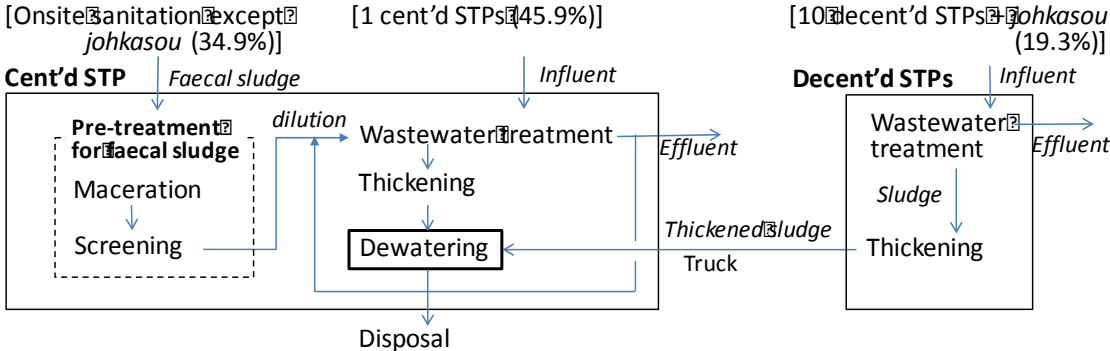 [Onsite sanitation except
johkasou (34.9%)]
[1 cent'd STPs (45.9%)]
[10 decent'd STPs + johkasou
(19.3%)]
Cent'd STP
Faecal sludge
Influent
Decent'd STPs
Influent
Pre-treatment
for faecal sludge
dilution
Wastewater treatment
Effluent
Wastewater
treatment
Effluent
Maceration
Thickening
Sludge
Screening
Dewatering
Thickened sludge
Truck
Thickening
Disposal